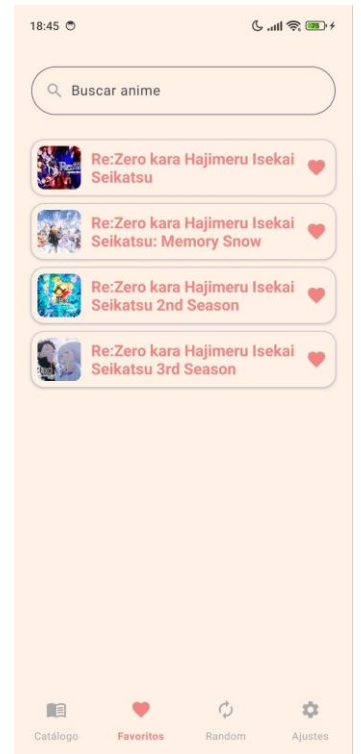 18:45
Buscar anime
Re:Zero kara Hajimeru Isekai
Seikatsu
Re:Zero kara Hajimeru Isekai
Seikatsu: Memory Snow
Re:Zero kara Hajimeru Isekai
Seikatsu 2nd Season
Re:Zero kara Hajimeru Isekai
Seikatsu 3rd Season
Catálogo
Favoritos
Random
Ajustes